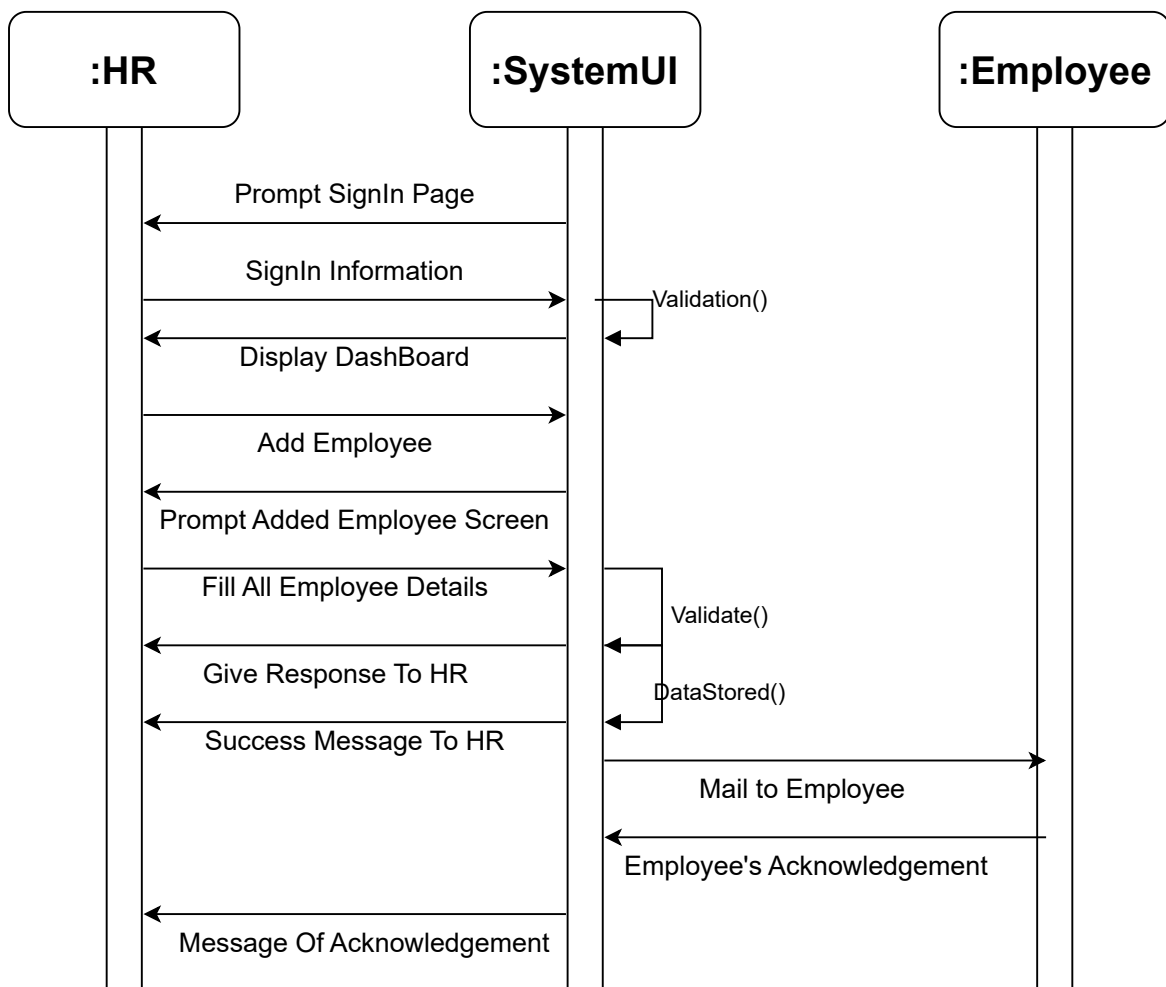 :HR
:SystemUI
:Employee
Prompt SignIn Page
SignIn Information
Validation()
Display DashBoard
Add Employee
Prompt Added Employee Screen
Fill All Employee Details
Validate()
Give Response To HR
DataStored()
Success Message To HR
Mail to Employee
Employee's Acknowledgement
Message Of Acknowledgement